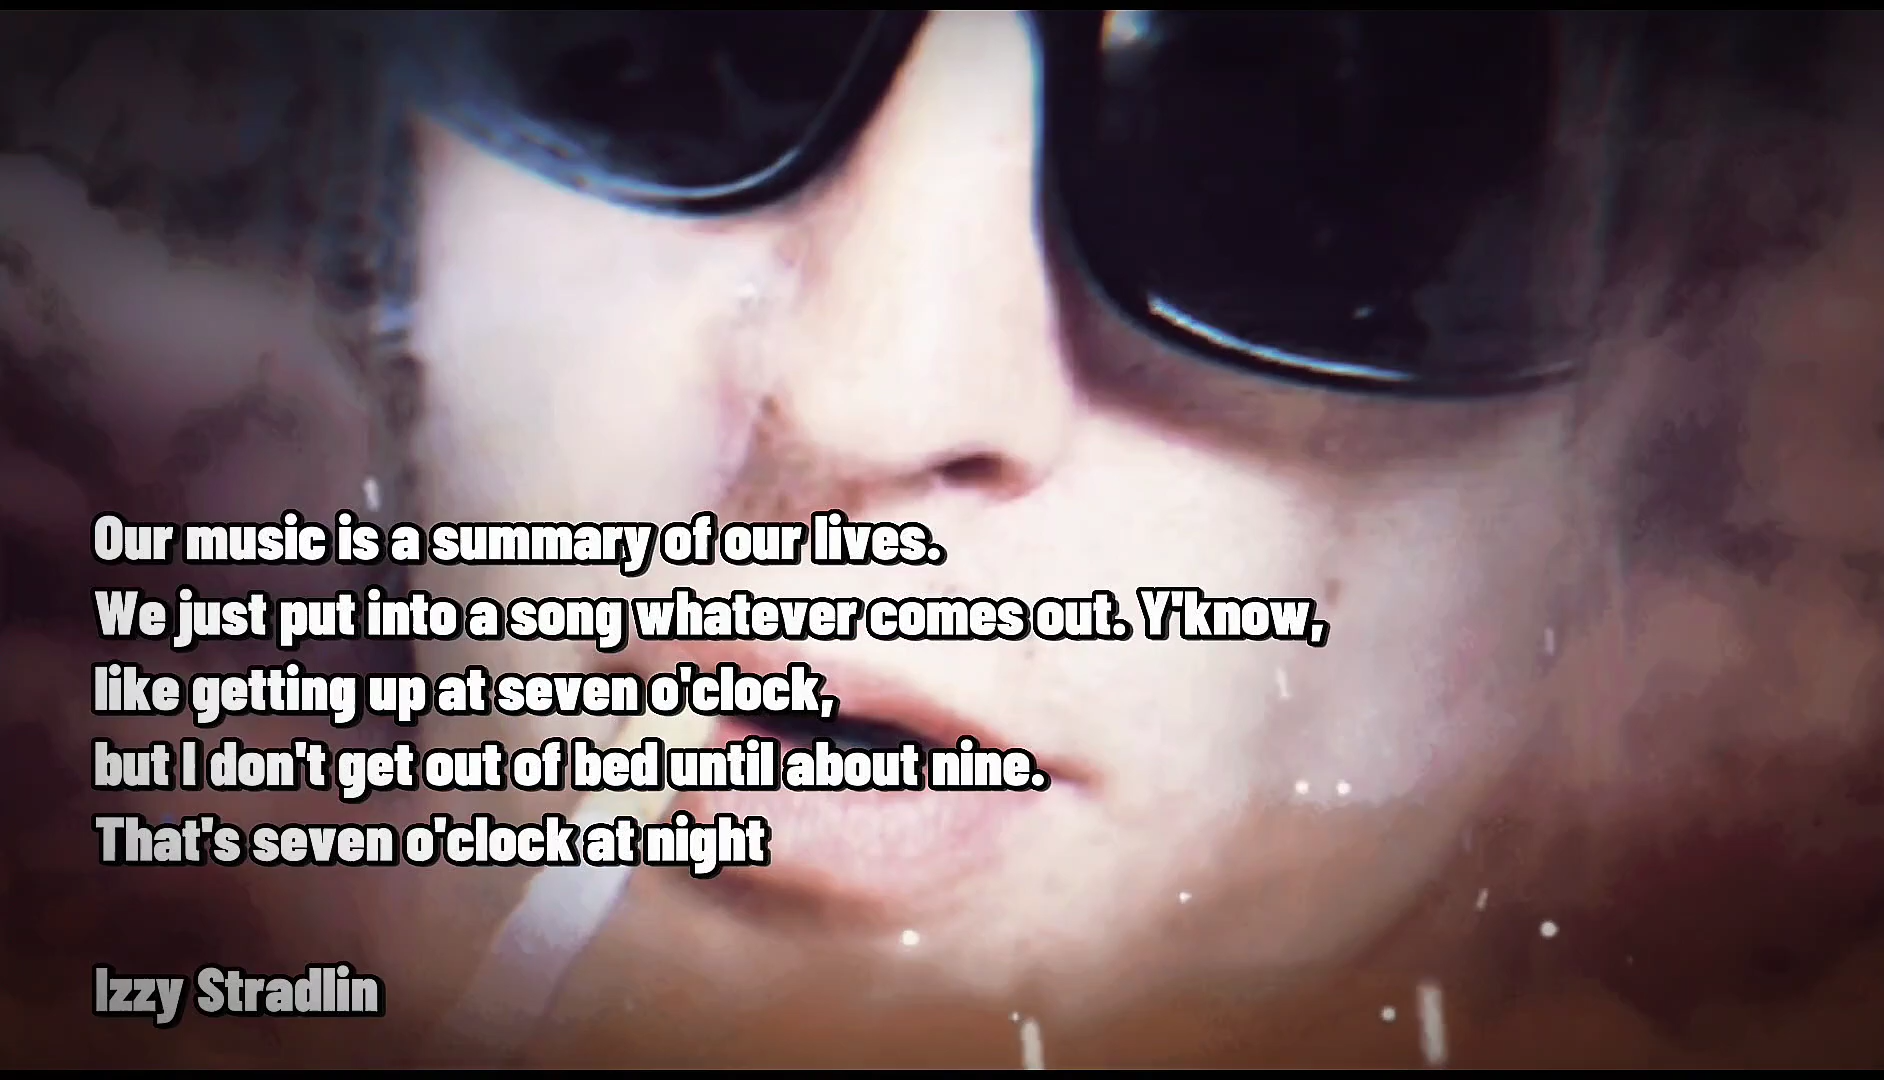 Our music is a summary of our lives.
We just put into a song whatever comes out. Y'know,
like getting up at seven o'clock,
but I don't get out of bed until about nine.
That's seven o'clock at night
Izzy Stradlin